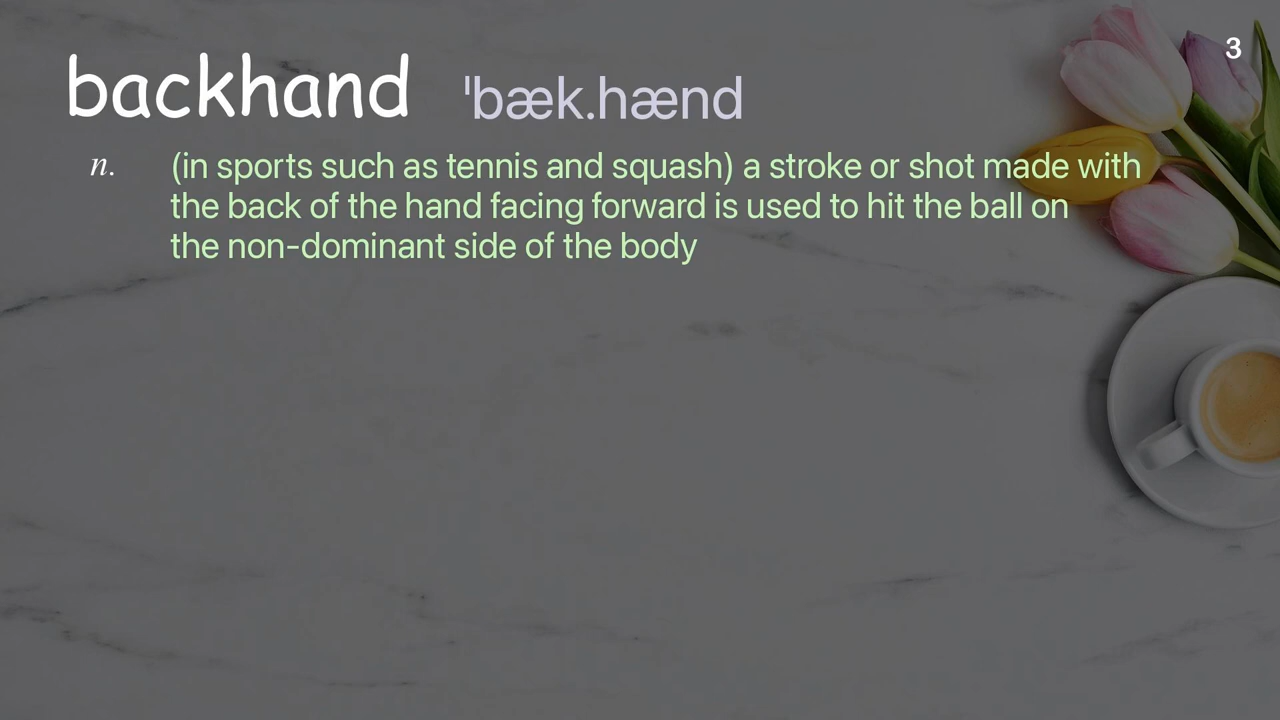 3
backhand ˈbæk.hænd
n. (in sports such as tennis and squash) a stroke or shot made with
the back of the hand facing forward is used to hit the ball on
the non-dominant side of the body